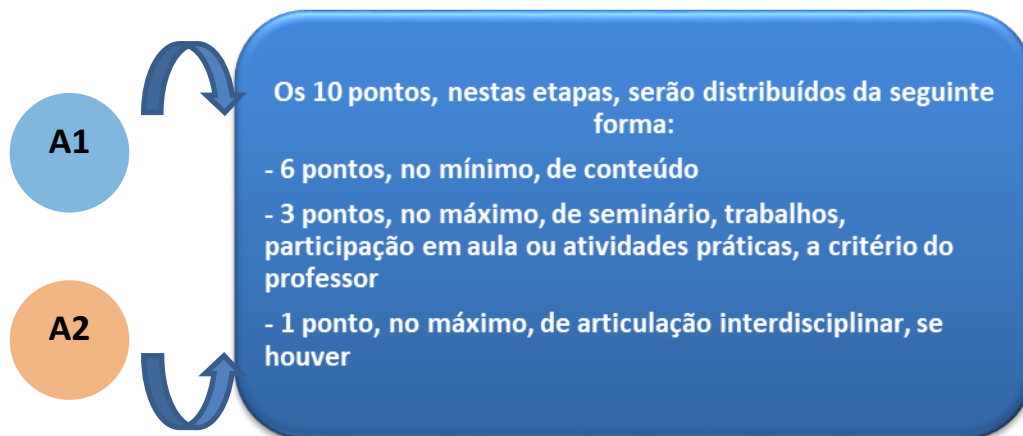 A1
A2
Os 10 pontos, nestas etapas, serão distribuídos da seguinte
forma:
- 6 pontos, no mínimo, de conteúdo
- 3 pontos, no máximo, de seminário, trabalhos,
participação em aula ou atividades práticas, a critério do
professor
- 1 ponto, no máximo, de articulação interdisciplinar, se
houver